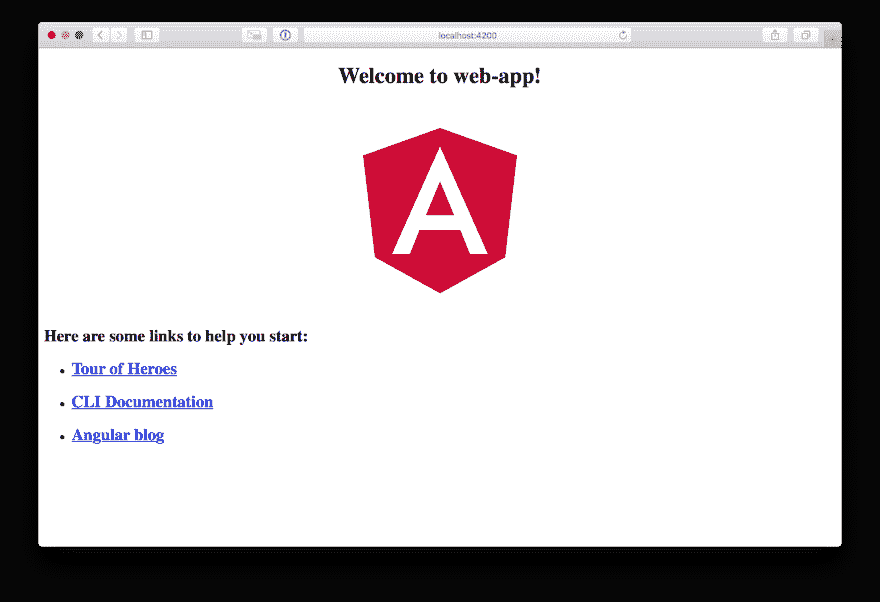 localhost:4200
Welcome to web-app!
A
Here are some links to help you start:
Tour of Heroes
CLI Documentation
Angular blog